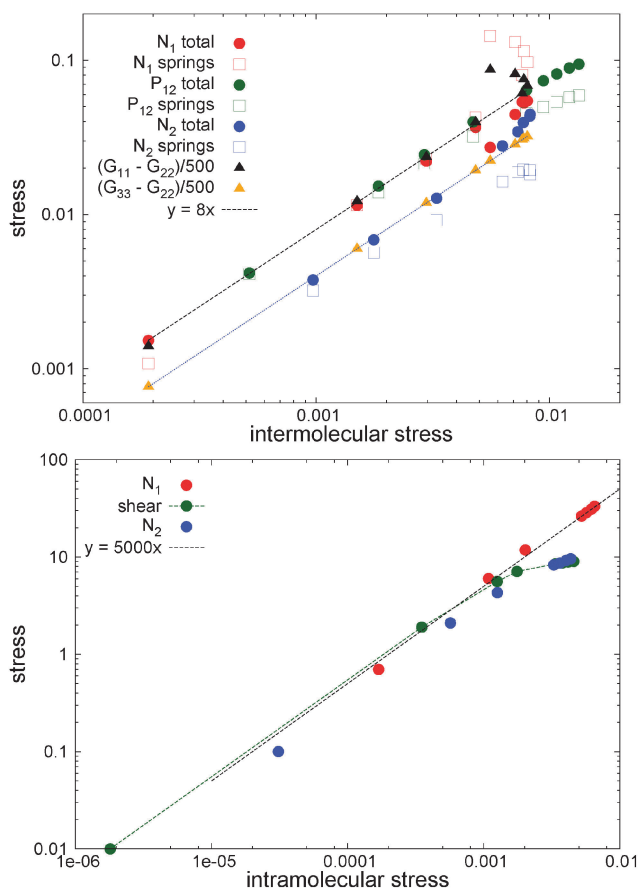 0.1
0.01
0.001
stress
N1 total
N1 springs
P12 total
P12 springs
N2 total
N2 springs
(G11 - G22)/500
(G33 - G22)/500
y = 8x
0.0001
0.001
0.01
intermolecular stress
100
10
1
0.1
0.01
stress
N1
shear
N2
y = 5000x
1e-06
1e-05
0.0001
0.001
0.01
intramolecular stress